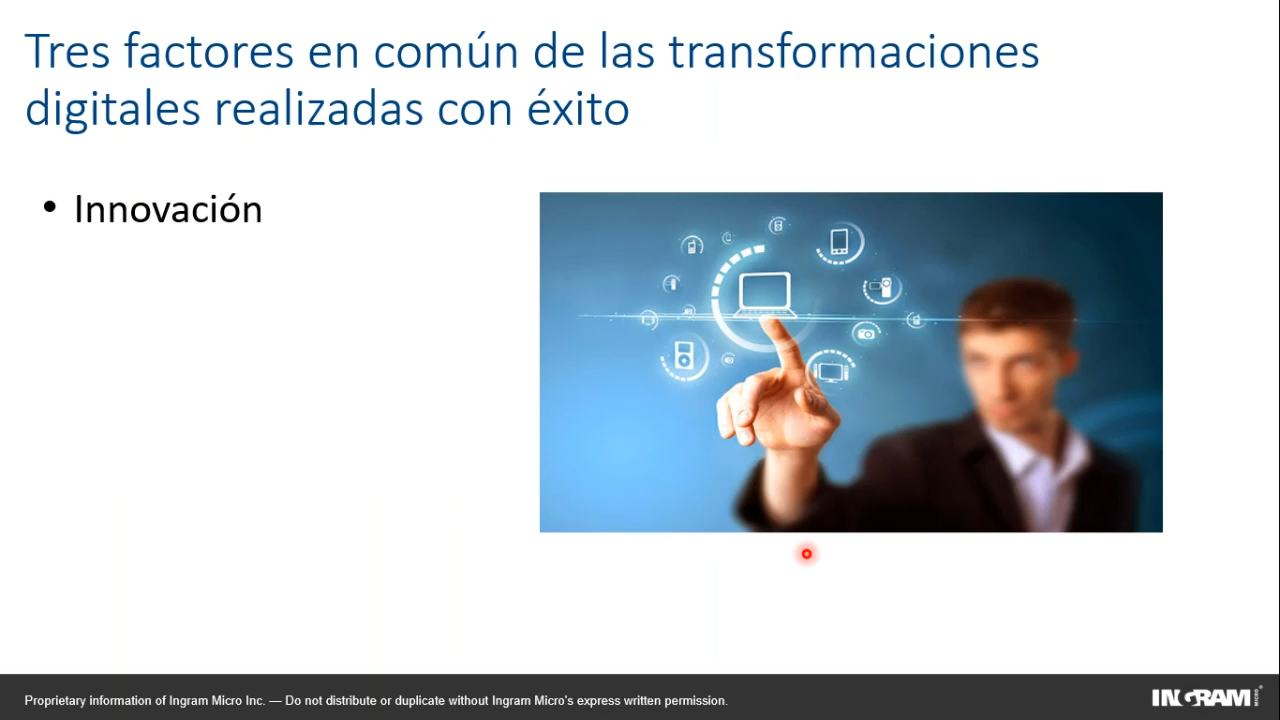 Tres factores en común de las transformaciones
digitales realizadas con éxito
• Innovación
Proprietary information of Ingram Micro Inc. — Do not distribute or duplicate without Ingram Micro's express written permission.
INGRAM MICRO®